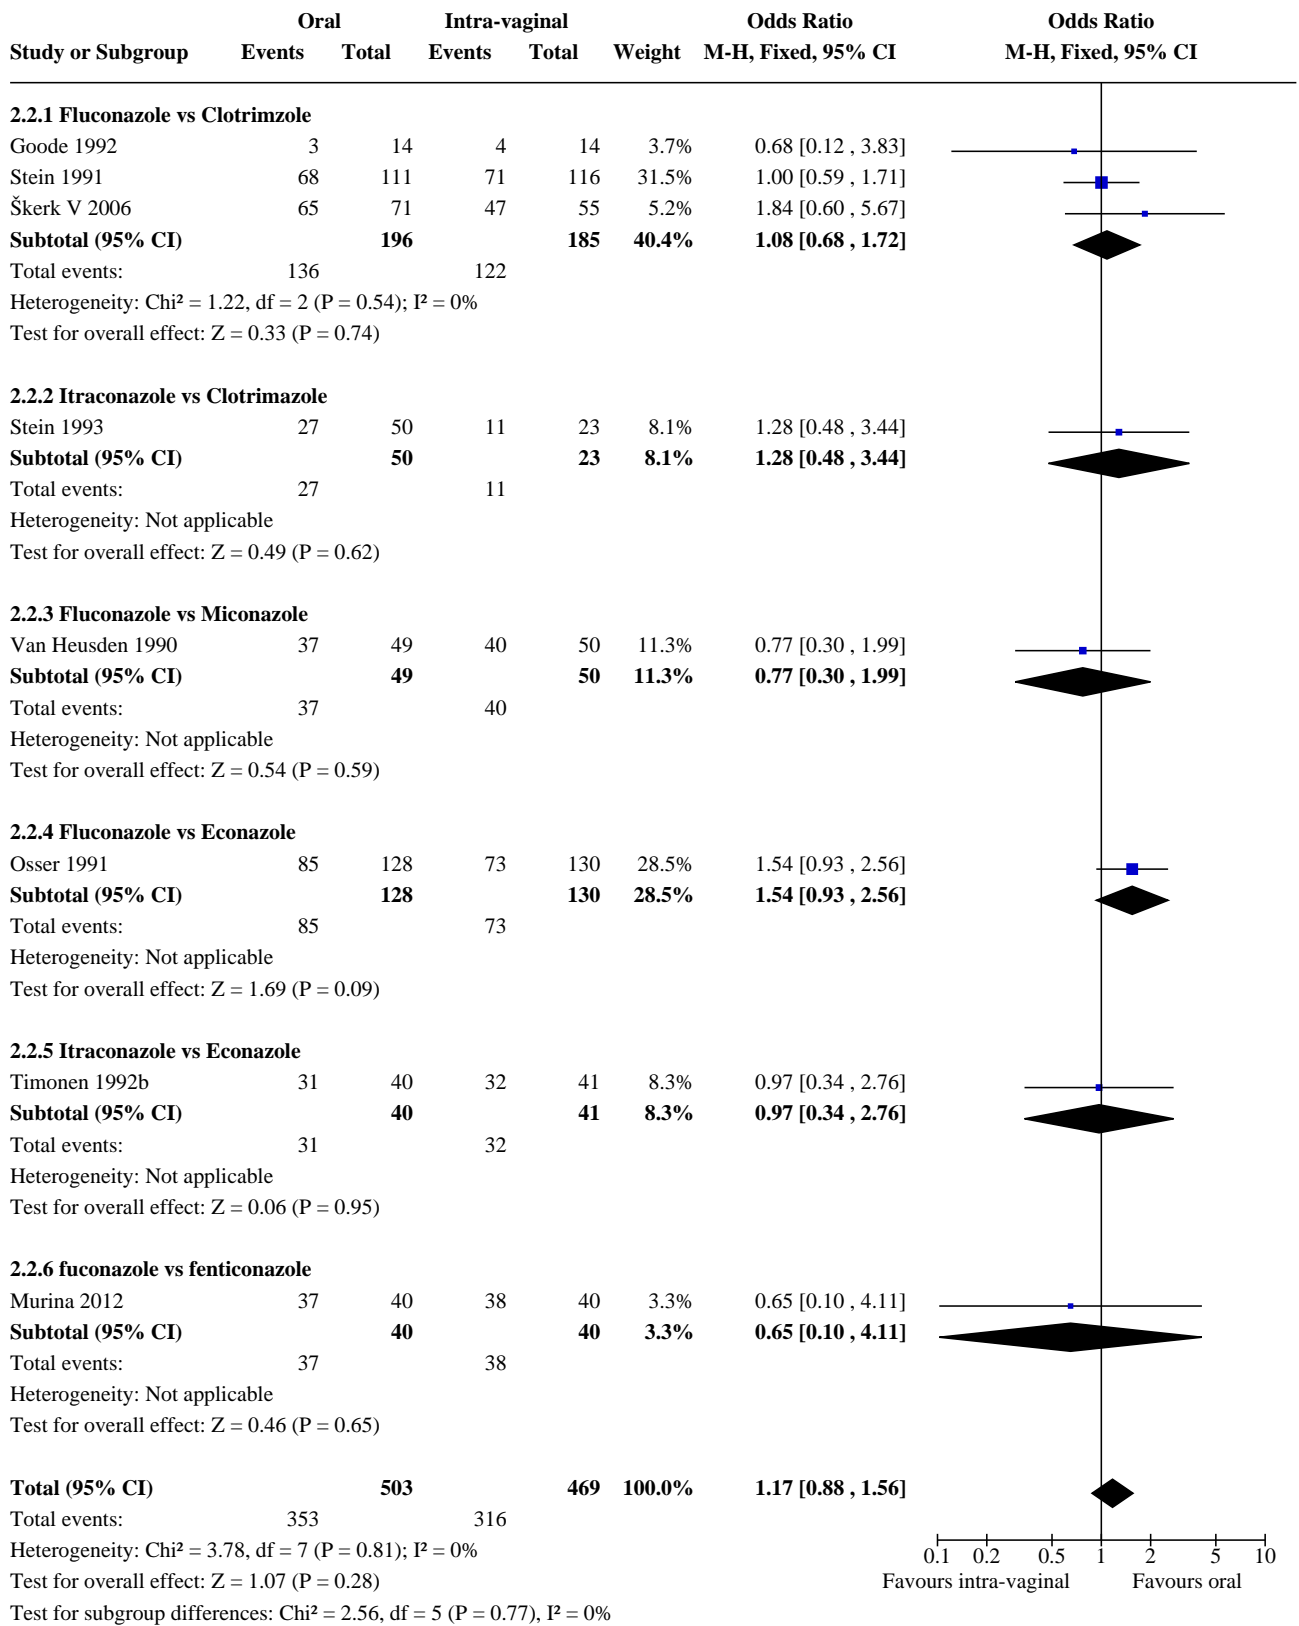 Oral Intra-vaginal Odds Ratio Odds Ratio
Study or Subgroup Events Total Events Total Weight M-H, Fixed, 95% CI M-H, Fixed, 95% CI
2.2.1 Fluconazole vs Clotrimzole
Goode 1992 3 14 4 14 3.7% 0.68 [0.12 , 3.83]
Stein 1991 68 111 71 116 31.5% 1.00 [0.59 , 1.71]
Škerk V 2006 65 71 47 55 5.2% 1.84 [0.60 , 5.67]
Subtotal (95% CI) 196 185 40.4% 1.08 [0.68 , 1.72]
Total events: 136 122
Heterogeneity: Chi² = 1.22, df = 2 (P = 0.54); I² = 0%
Test for overall effect: Z = 0.33 (P = 0.74)
2.2.2 Itraconazole vs Clotrimazole
Stein 1993 27 50 11 23 8.1% 1.28 [0.48 , 3.44]
Subtotal (95% CI) 50 23 8.1% 1.28 [0.48 , 3.44]
Total events: 27 11
Heterogeneity: Not applicable
Test for overall effect: Z = 0.49 (P = 0.62)
2.2.3 Fluconazole vs Miconazole
Van Heusden 1990 37 49 40 50 11.3% 0.77 [0.30 , 1.99]
Subtotal (95% CI) 49 50 11.3% 0.77 [0.30 , 1.99]
Total events: 37 40
Heterogeneity: Not applicable
Test for overall effect: Z = 0.54 (P = 0.59)
2.2.4 Fluconazole vs Econazole
Osser 1991 85 128 73 130 28.5% 1.54 [0.93 , 2.56]
Subtotal (95% CI) 128 130 28.5% 1.54 [0.93 , 2.56]
Total events: 85 73
Heterogeneity: Not applicable
Test for overall effect: Z = 1.69 (P = 0.09)
2.2.5 Itraconazole vs Econazole
Timonen 1992b 31 40 32 41 8.3% 0.97 [0.34 , 2.76]
Subtotal (95% CI) 40 41 8.3% 0.97 [0.34 , 2.76]
Total events: 31 32
Heterogeneity: Not applicable
Test for overall effect: Z = 0.06 (P = 0.95)
2.2.6 fuconazole vs fenticonazole
Murina 2012 37 40 38 40 3.3% 0.65 [0.10 , 4.11]
Subtotal (95% CI) 40 40 3.3% 0.65 [0.10 , 4.11]
Total events: 37 38
Heterogeneity: Not applicable
Test for overall effect: Z = 0.46 (P = 0.65)
Total (95% CI) 503 469 100.0% 1.17 [0.88 , 1.56]
Total events: 353 316
Heterogeneity: Chi² = 3.78, df = 7 (P = 0.81); I² = 0%
0.1 0.2 0.5 1 2 5 10
Test for overall effect: Z = 1.07 (P = 0.28) Favours intra-vaginal Favours oral
Test for subgroup differences: Chi² = 2.56, df = 5 (P = 0.77), I² = 0%